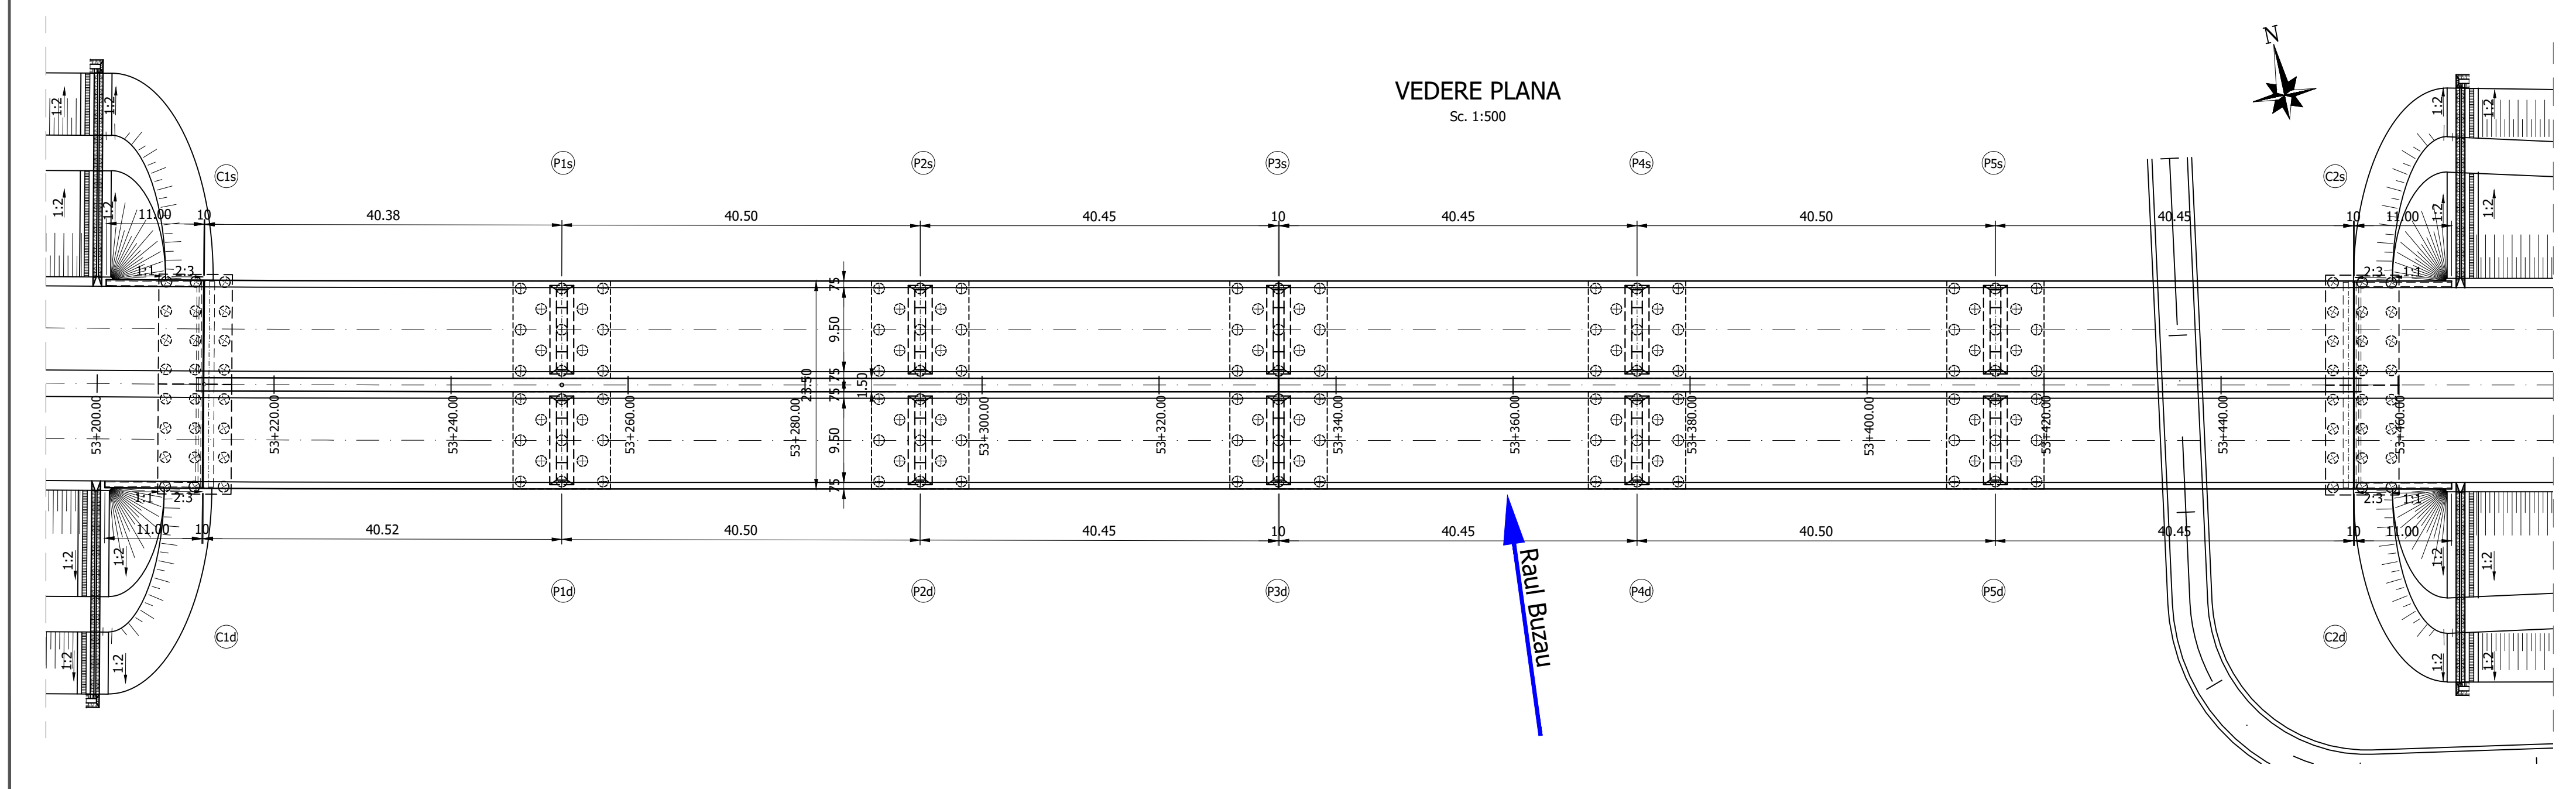 N
VEDERE PLANA
Sc. 1:500
1:2 1:2 1:2 1:2
C1s P1s P2s P3s P4s P5s C2s
1:2 1:2 1:2 1:2
11.00 10 40.38 40.50 40.45 10 40.45 40.50 40.45 10 11.00
1:1 2:3 2:3 1:1
75
9.50
75
23.50 1.50
75
9.50
75
53+200.00 53+220.00 53+240.00 53+260.00 53+280.00 53+300.00 53+320.00 53+340.00 53+360.00 53+380.00 53+400.00 53+420.00 53+440.00 53+460.00
1:1 2:3 2:3 1:1
11.00 10 40.52 40.50 40.45 10 40.45 40.50 40.45 10 11.00
1:2 1:2 1:2 1:2
Raul Buzau
P1d P2d P3d P4d P5d
C1d C2d
1:2 1:2 1:2 1:2